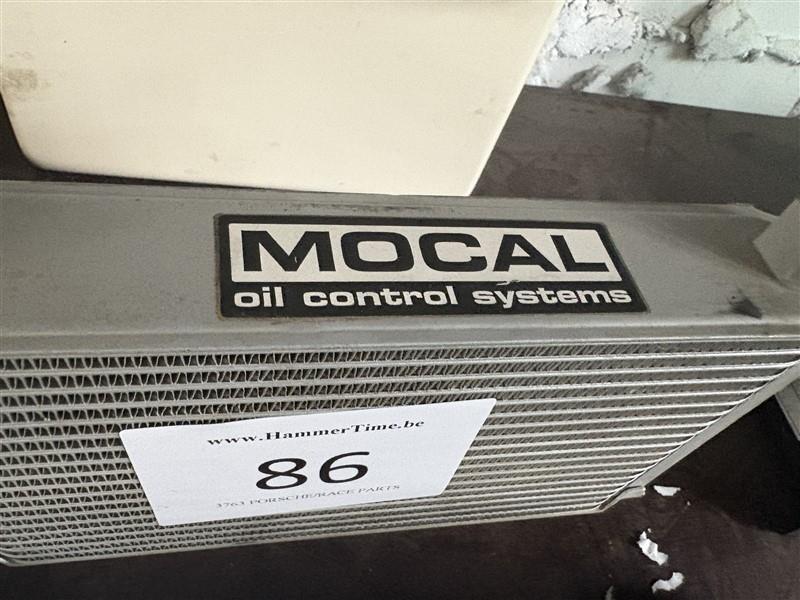 MOCAL
oil control systems
www.HammerTime.be
86
3763 PORSCHE/RACE PARTS